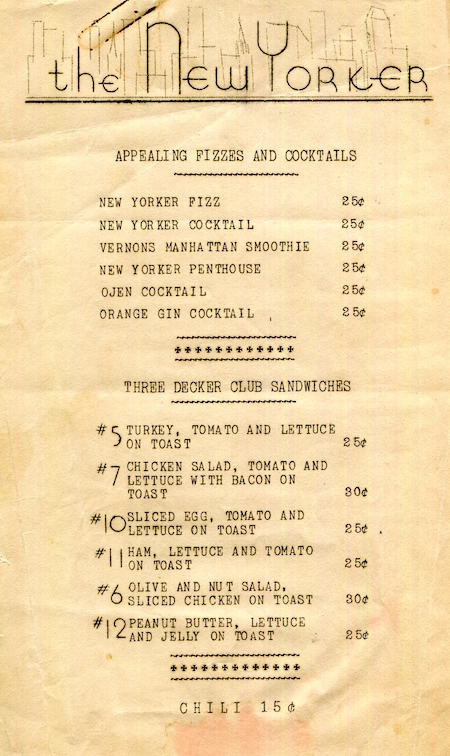 the New Yorker
APPEALING FIZZES AND COCKTAILS
NEW YORKER FIZZ 25¢
NEW YORKER COCKTAIL 25¢
VERNONS MANHATTAN SMOOTHIE 25¢
NEW YORKER PENTHOUSE 25¢
OJEN COCKTAIL 25¢
ORANGE GIN COCKTAIL 25¢
THREE DECKER CLUB SANDWICHES
#5 TURKEY, TOMATO AND LETTUCE
ON TOAST 25¢
#7 CHICKEN SALAD, TOMATO AND
LETTUCE WITH BACON ON
TOAST 30¢
#10 SLICED EGG, TOMATO AND
LETTUCE ON TOAST 25¢
#11 HAM, LETTUCE AND TOMATO
ON TOAST 25¢
#6 OLIVE AND NUT SALAD,
SLICED CHICKEN ON TOAST 30¢
#12 PEANUT BUTTER, LETTUCE
AND JELLY ON TOAST 25¢
CHILI 15¢